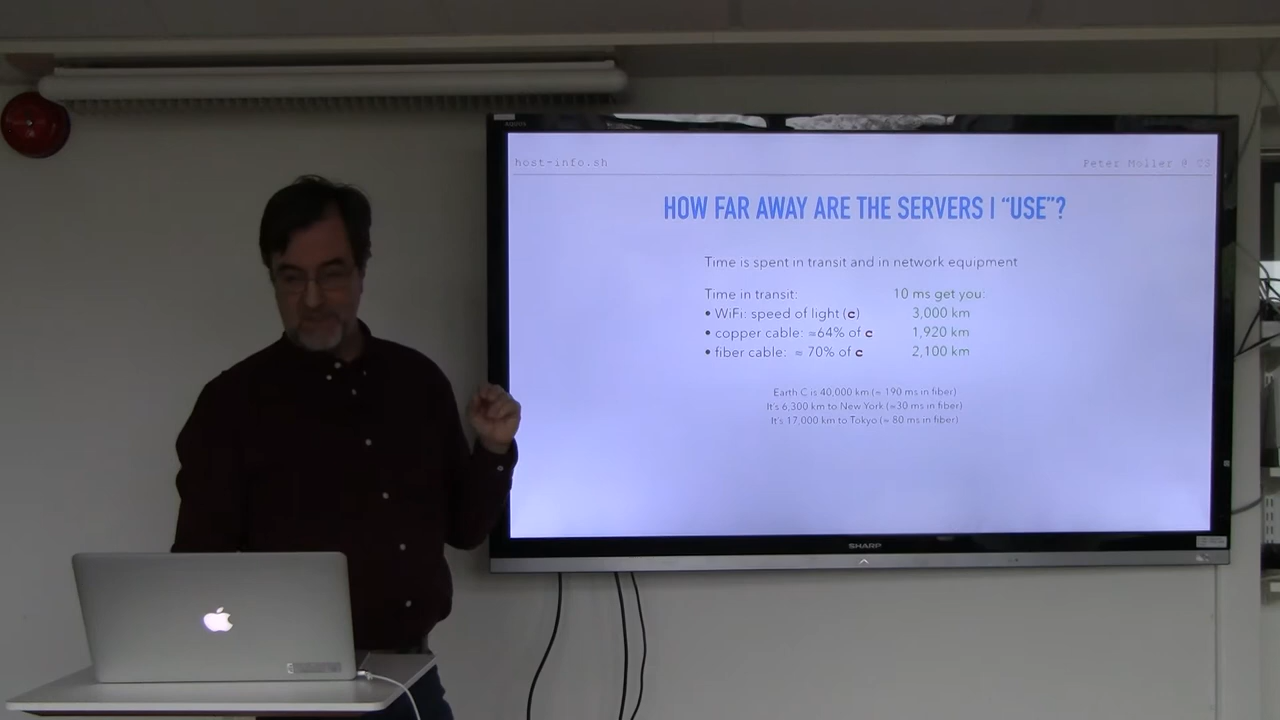 AQUOS
host-info.sh
Peter Möller @ CS
HOW FAR AWAY ARE THE SERVERS I “USE”?
Time is spent in transit and in network equipment
Time in transit: 10 ms get you:
• WiFi: speed of light (c) 3,000 km
• copper cable: ≈64% of c 1,920 km
• fiber cable: ≈ 70% of c 2,100 km
Earth C is 40,000 km (≈ 190 ms in fiber)
It's 6,300 km to New York (≈30 ms in fiber)
It's 17,000 km to Tokyo (≈ 80 ms in fiber)
SHARP